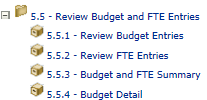 5.5 - Review Budget and FTE Entries
5.5.1 - Review Budget Entries
5.5.2 - Review FTE Entries
5.5.3 - Budget and FTE Summary
5.5.4 - Budget Detail